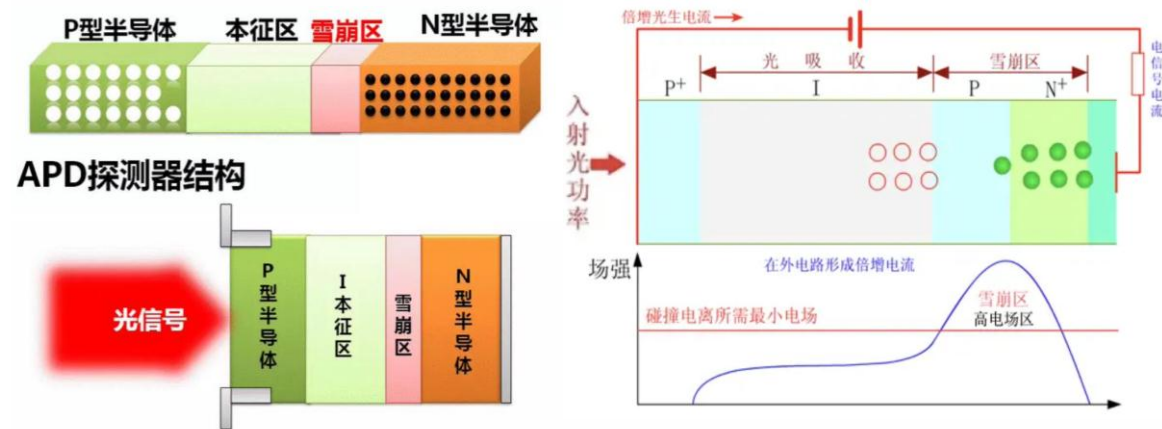 P型半导体
本征区
雪崩区
N型半导体
APD探测器结构
光信号
P型半导体
I本征区
雪崩区
N型半导体
倍增光生电流
电信号电流
光 吸 收
雪崩区
P+
I
P
N+
入射光功率
场强
在外电路形成倍增电流
碰撞电离所需最小电场
雪崩区
高电场区